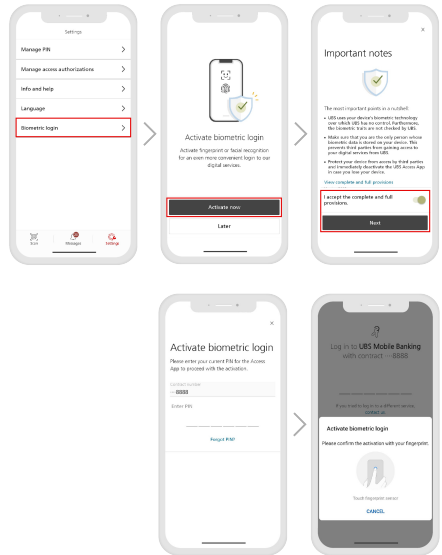 Settings
Manage PIN
Manage access authorizations
Info and help
Language
Biometric login
Scan
Messages
Settings
Activate biometric login
Activate fingerprint or facial recognition
for an even more convenient login to our
digital services.
Activate now
Later
Important notes
The most important points in a nutshell:
• UBS uses your device's biometric technology
over which UBS has no control. Furthermore,
the biometric traits are not checked by UBS.
• Make sure that you are the only person whose
biometric data is stored on your device. This
prevents third parties from gaining access to
your digital services from UBS.
• Protect your device from access by third parties
and immediately deactivate the UBS Access App
in case you lose your device.
View complete and full provisions
I accept the complete and full
provisions.
Next
Activate biometric login
Please enter your current PIN for the Access
App to proceed with the activation.
Contract number
···8888
Enter PIN
Forgot PIN?
Log in to UBS Mobile Banking
with contract ···8888
contact us
Activate biometric login
Please confirm the activation with your fingerprint
Touch fingerprint sensor
CANCEL